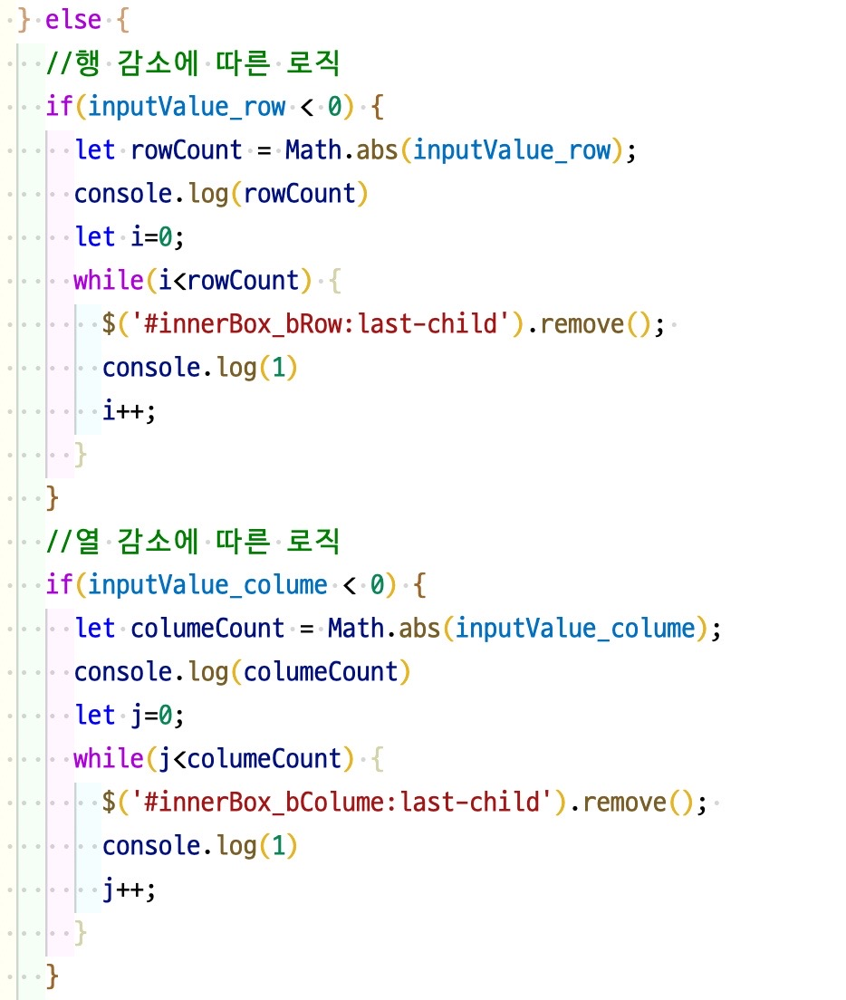 } else {
//행 감소에 따른 로직
if(inputValue_row < 0) {
let rowCount = Math.abs(inputValue_row);
console.log(rowCount)
let i=0;
while(i<rowCount) {
$('#innerBox_bRow:last-child').remove();
console.log(1)
i++;
}
}
//열 감소에 따른 로직
if(inputValue_colume < 0) {
let columeCount = Math.abs(inputValue_colume);
console.log(columeCount)
let j=0;
while(j<columeCount) {
$('#innerBox_bColume:last-child').remove();
console.log(1)
j++;
}
}